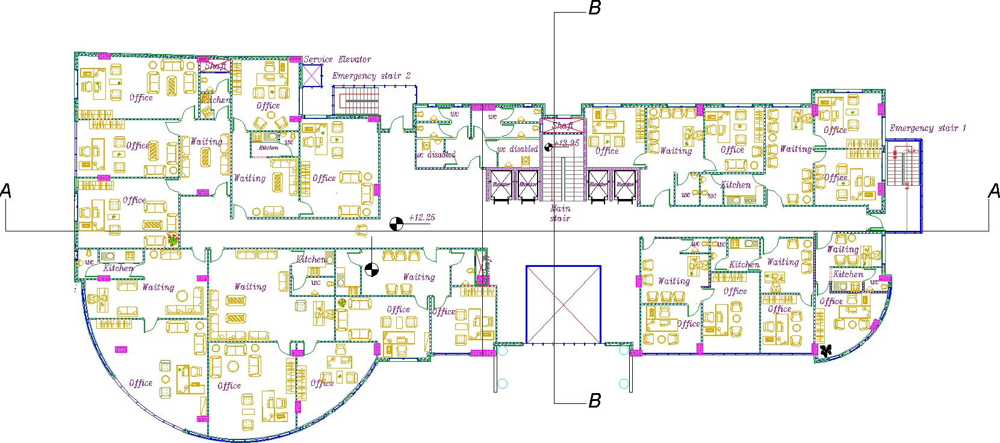 B
Service Elevator
Shaft
Emergency stair 2
Office
Kitchen
Office
wc
wc
Shaft
Emergency stair 1
Office
Office
Waiting
Kitchen
wc
Office
+13.95
wc disabled
wc disabled
Office
Waiting
Office
Waiting
Waiting
Office
Office
Kitchen
Elevator
Elevator
Elevator
Elevator
wc
wc
A
A
Office
Main
stair
+12.25
wc
Kitchen
Kitchen
Waiting
wc
wc
Kitchen
Waiting
Waiting
Kitchen
Waiting
Waiting
wc
Waiting
Office
wc
Office
Office
Office
Office
Office
Office
Office
Office
B